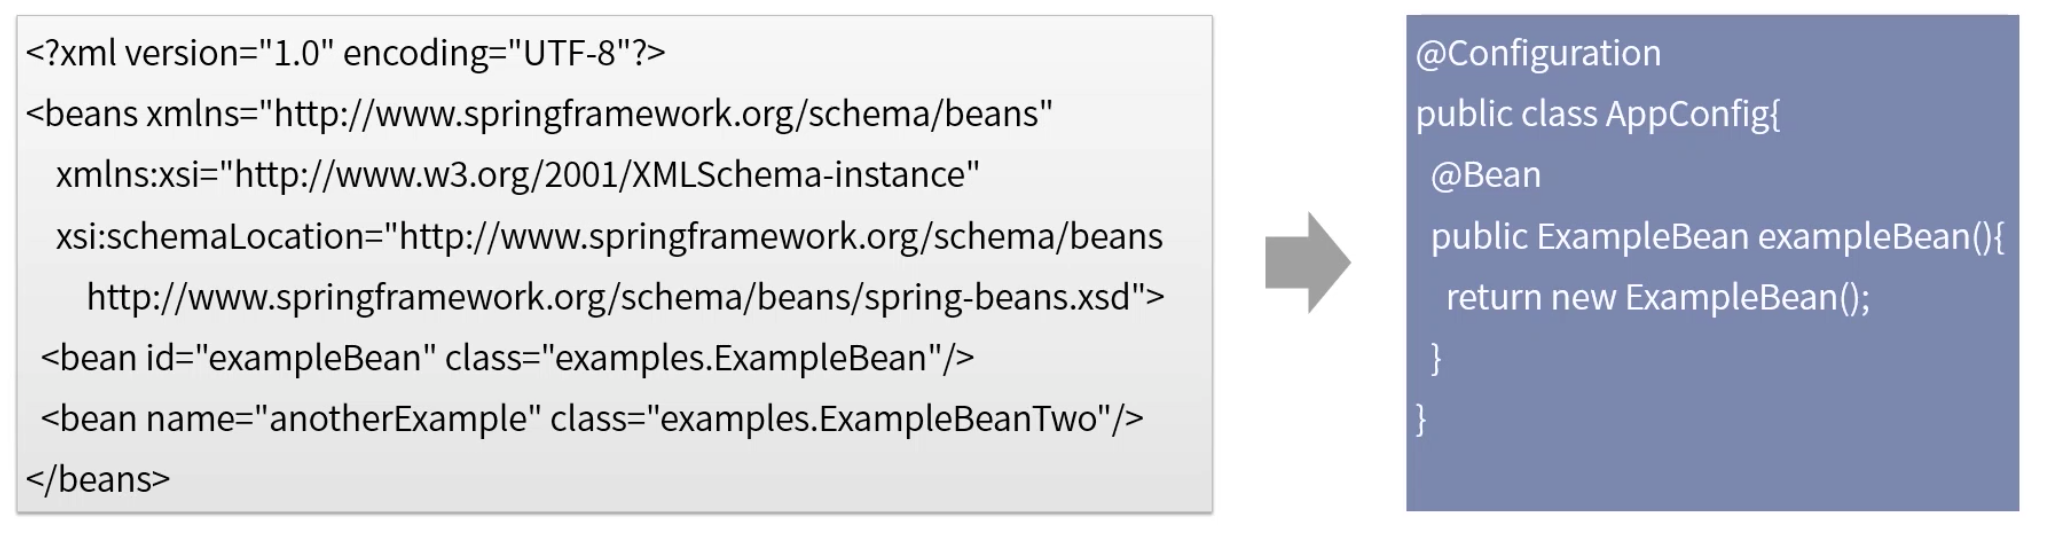 <?xml version="1.0" encoding="UTF-8"?>
<beans xmlns="http://www.springframework.org/schema/beans"
xmlns:xsi="http://www.w3.org/2001/XMLSchema-instance"
xsi:schemaLocation="http://www.springframework.org/schema/beans
http://www.springframework.org/schema/beans/spring-beans.xsd">
<bean id="exampleBean" class="examples.ExampleBean"/>
<bean name="anotherExample" class="examples.ExampleBeanTwo"/>
</beans>
@Configuration
public class AppConfig{
@Bean
public ExampleBean exampleBean(){
return new ExampleBean();
}
}